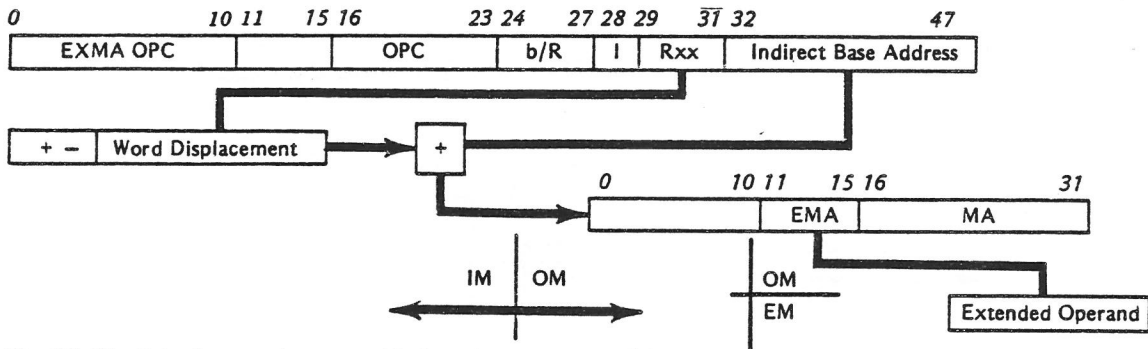 0 10 11 15 16 23 24 27 28 29 31 32 47
EXMA OPC OPC b/R I Rxx Indirect Base Address
+ − Word Displacement +
0 10 11 15 16 31
EMA MA
IM OM OM
EM Extended Operand